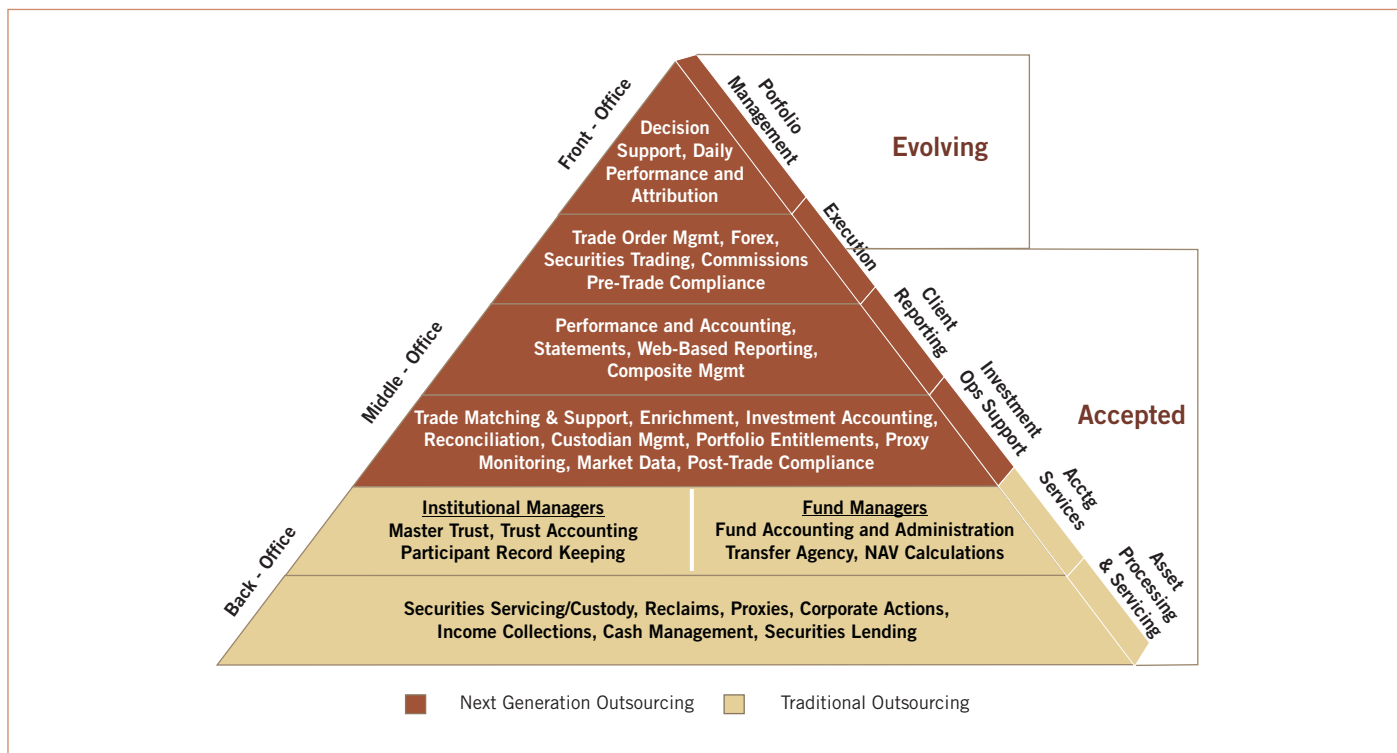 Front - Office
Porfolio
Management
Evolving
Decision
Support, Daily
Performance and
Attribution
Execution
Trade Order Mgmt, Forex,
Securities Trading, Commissions
Pre-Trade Compliance
Middle - Office
Client
Reporting
Performance and Accounting,
Statements, Web-Based Reporting,
Composite Mgmt
Investment
Ops Support
Accepted
Trade Matching & Support, Enrichment, Investment Accounting,
Reconciliation, Custodian Mgmt, Portfolio Entitlements, Proxy
Monitoring, Market Data, Post-Trade Compliance
Back - Office
Institutional Managers
Master Trust, Trust Accounting
Participant Record Keeping
Fund Managers
Fund Accounting and Administration
Transfer Agency, NAV Calculations
Acctg
Services
Securities Servicing/Custody, Reclaims, Proxies, Corporate Actions,
Income Collections, Cash Management, Securities Lending
Asset
Processing
& Servicing
Next Generation Outsourcing
Traditional Outsourcing